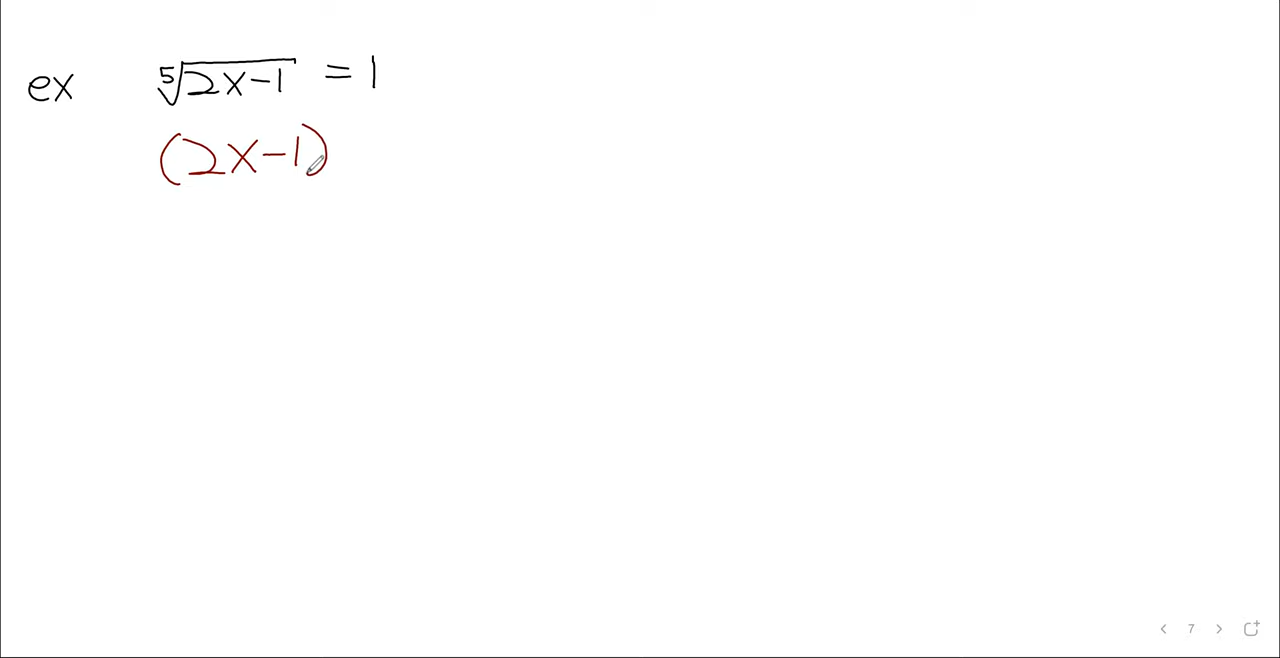 ex ⁵√2x-1 = 1
(2x-1)
7